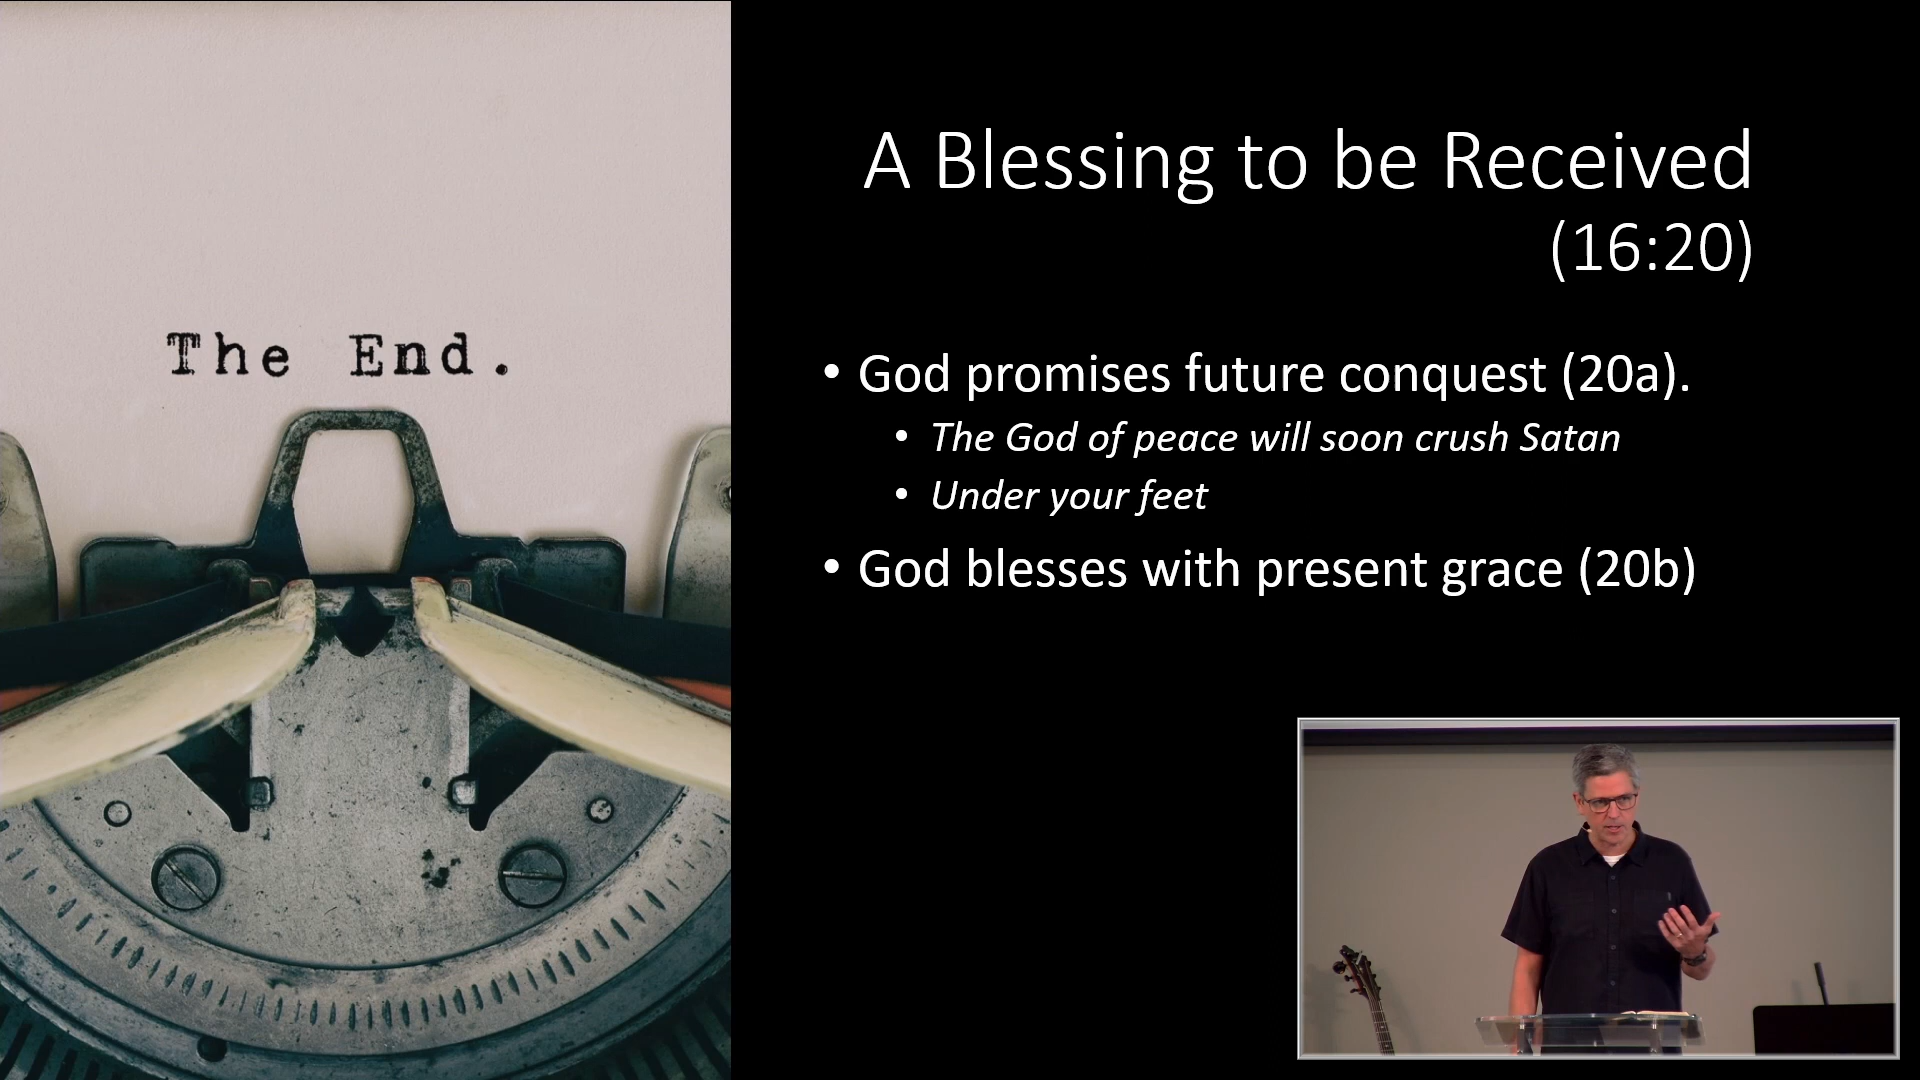 The End.
A Blessing to be Received
(16:20)
• God promises future conquest (20a).
• The God of peace will soon crush Satan
• Under your feet
• God blesses with present grace (20b)